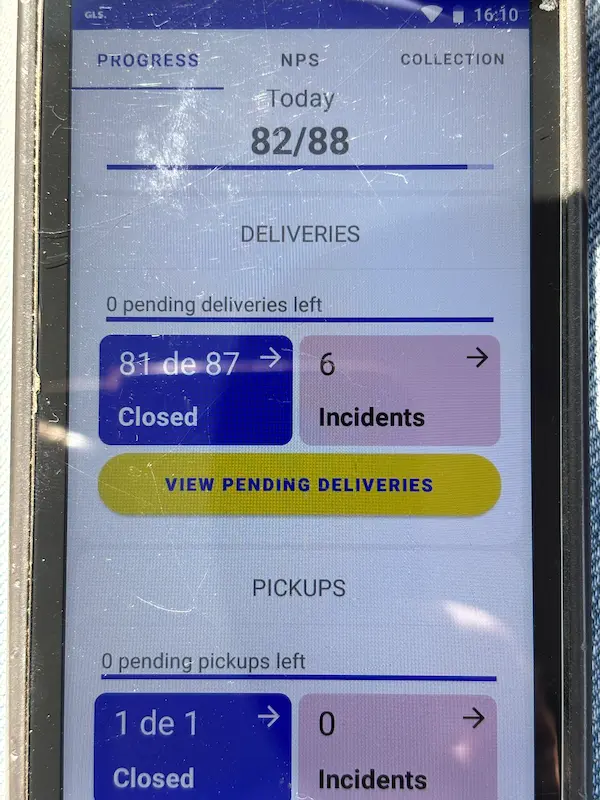 GLS. 16:10
PROGRESS NPS COLLECTION
Today
82/88
DELIVERIES
0 pending deliveries left
81 de 87 6
Closed Incidents
VIEW PENDING DELIVERIES
PICKUPS
0 pending pickups left
1 de 1 0
Closed Incidents